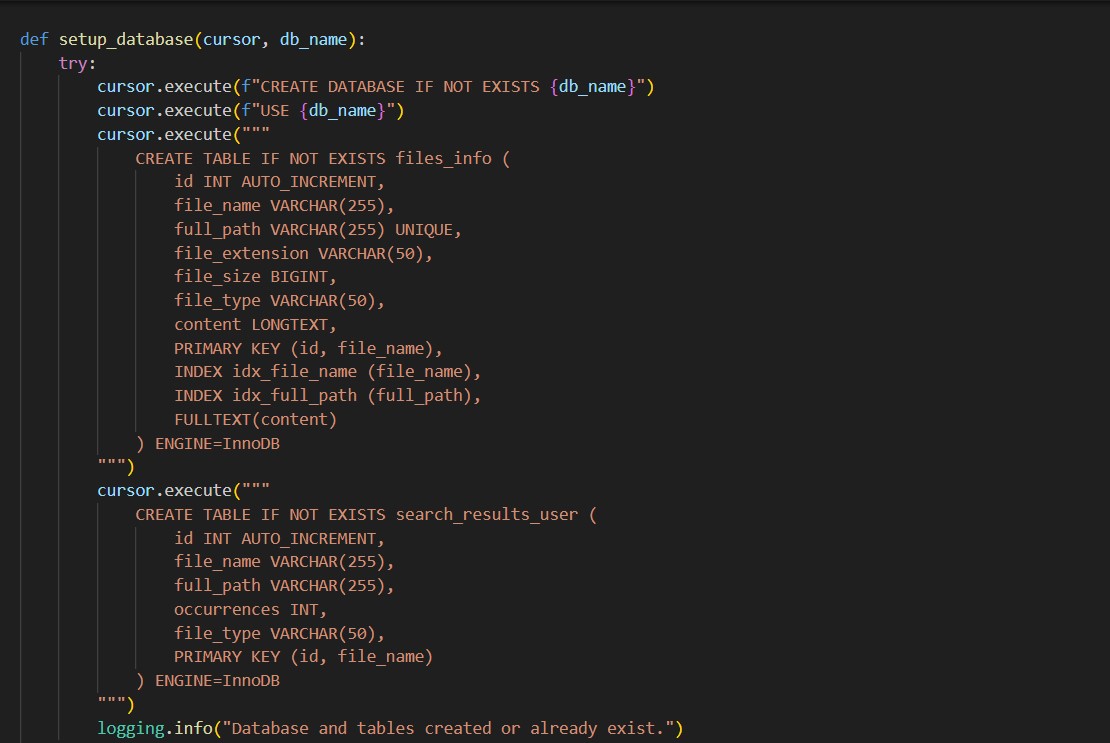 def setup_database(cursor, db_name):
    try:
        cursor.execute(f"CREATE DATABASE IF NOT EXISTS {db_name}")
        cursor.execute(f"USE {db_name}")
        cursor.execute("""
            CREATE TABLE IF NOT EXISTS files_info (
                id INT AUTO_INCREMENT,
                file_name VARCHAR(255),
                full_path VARCHAR(255) UNIQUE,
                file_extension VARCHAR(50),
                file_size BIGINT,
                file_type VARCHAR(50),
                content LONGTEXT,
                PRIMARY KEY (id, file_name),
                INDEX idx_file_name (file_name),
                INDEX idx_full_path (full_path),
                FULLTEXT(content)
            ) ENGINE=InnoDB
        """)
        cursor.execute("""
            CREATE TABLE IF NOT EXISTS search_results_user (
                id INT AUTO_INCREMENT,
                file_name VARCHAR(255),
                full_path VARCHAR(255),
                occurrences INT,
                file_type VARCHAR(50),
                PRIMARY KEY (id, file_name)
            ) ENGINE=InnoDB
        """)
        logging.info("Database and tables created or already exist.")